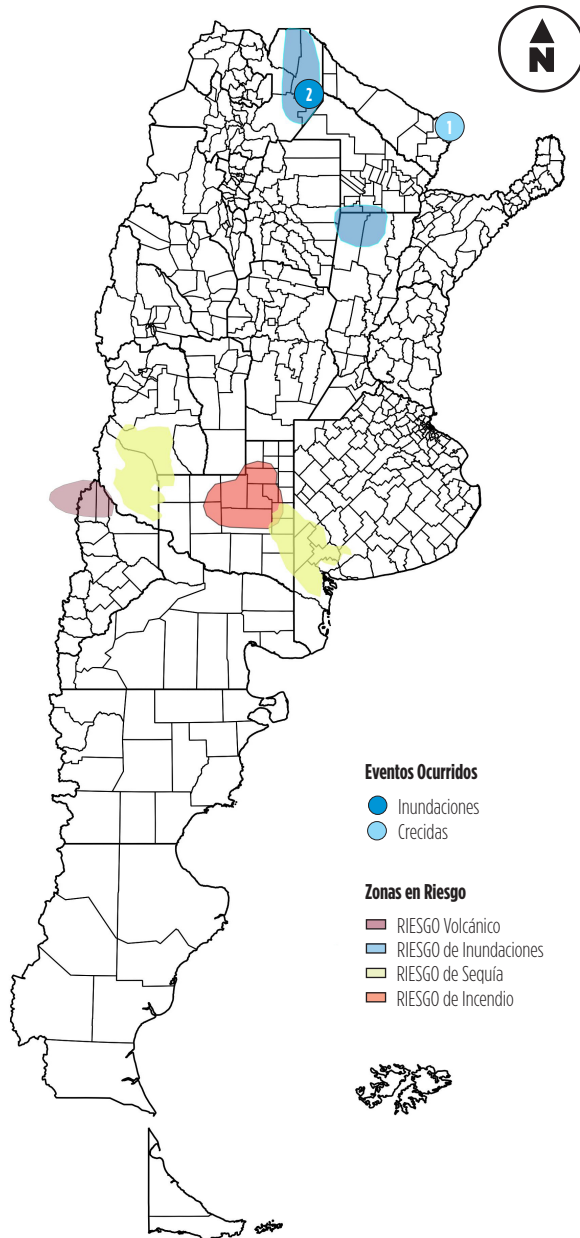 N
2
1
Eventos Ocurridos
Inundaciones
Crecidas
Zonas en Riesgo
RIESGO Volcánico
RIESGO de Inundaciones
RIESGO de Sequía
RIESGO de Incendio